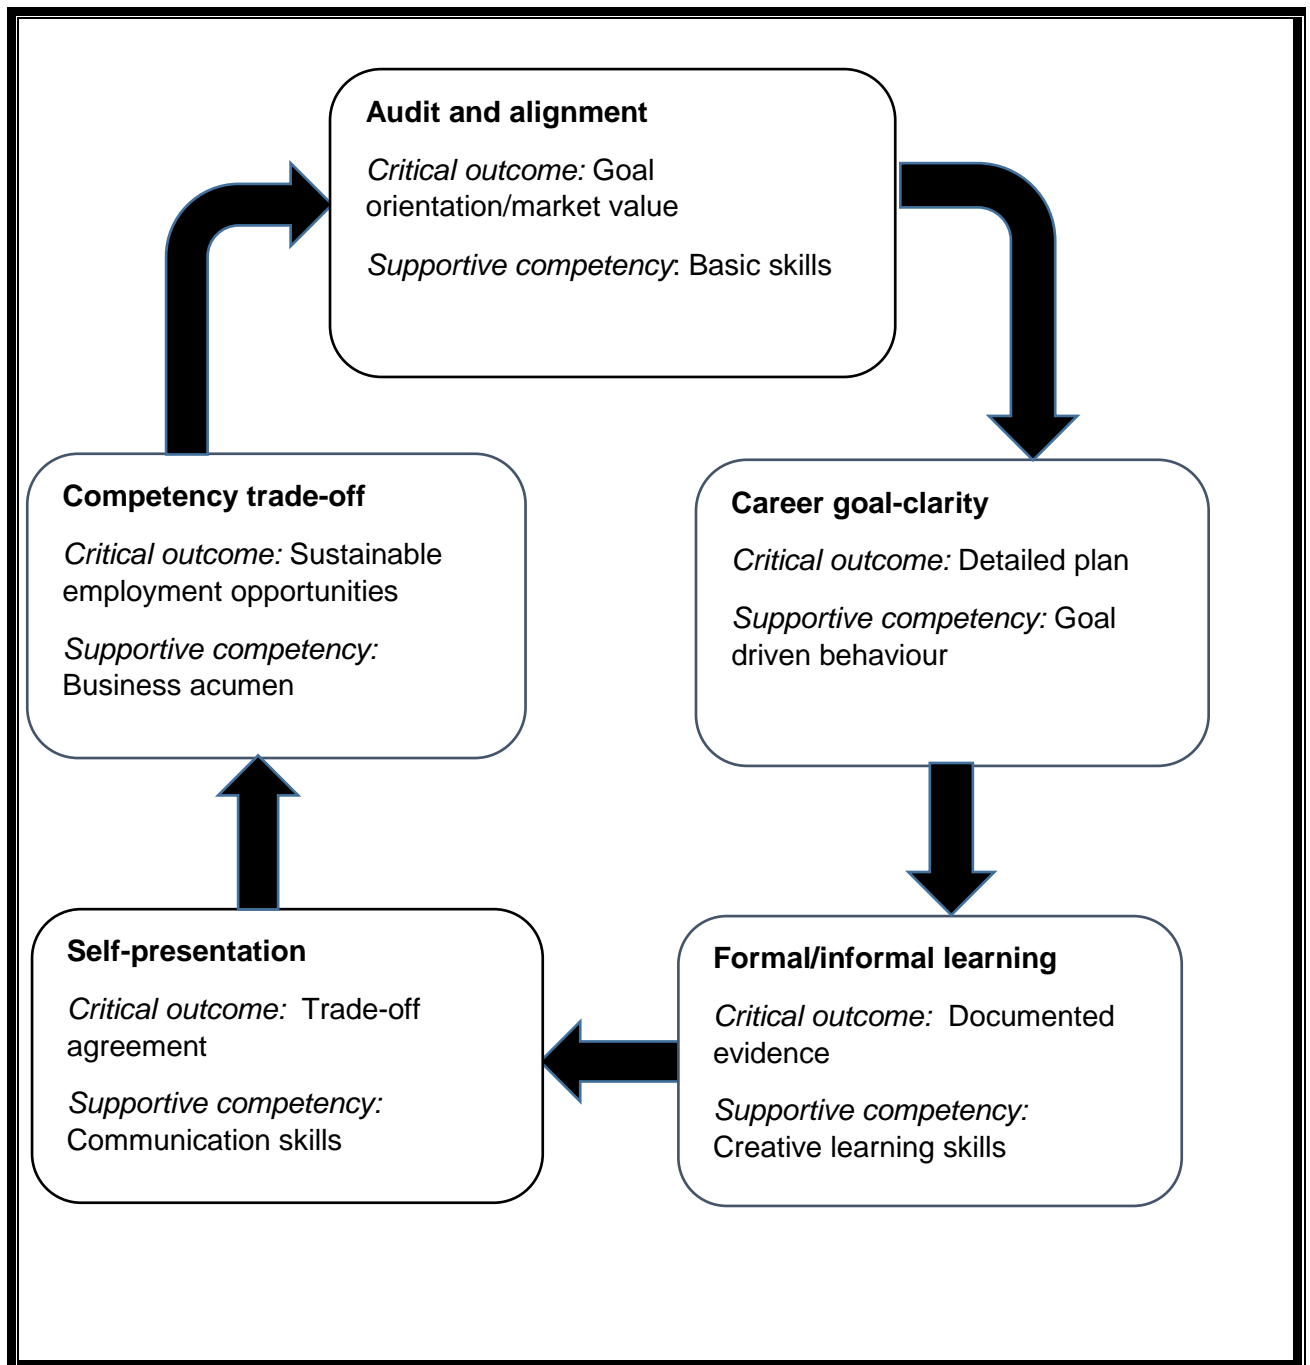 Audit and alignment
Critical outcome: Goal
orientation/market value
Supportive competency: Basic skills
Competency trade-off
Critical outcome: Sustainable
employment opportunities
Supportive competency:
Business acumen
Career goal-clarity
Critical outcome: Detailed plan
Supportive competency: Goal
driven behaviour
Self-presentation
Critical outcome:  Trade-off
agreement
Supportive competency:
Communication skills
Formal/informal learning
Critical outcome:  Documented
evidence
Supportive competency:
Creative learning skills